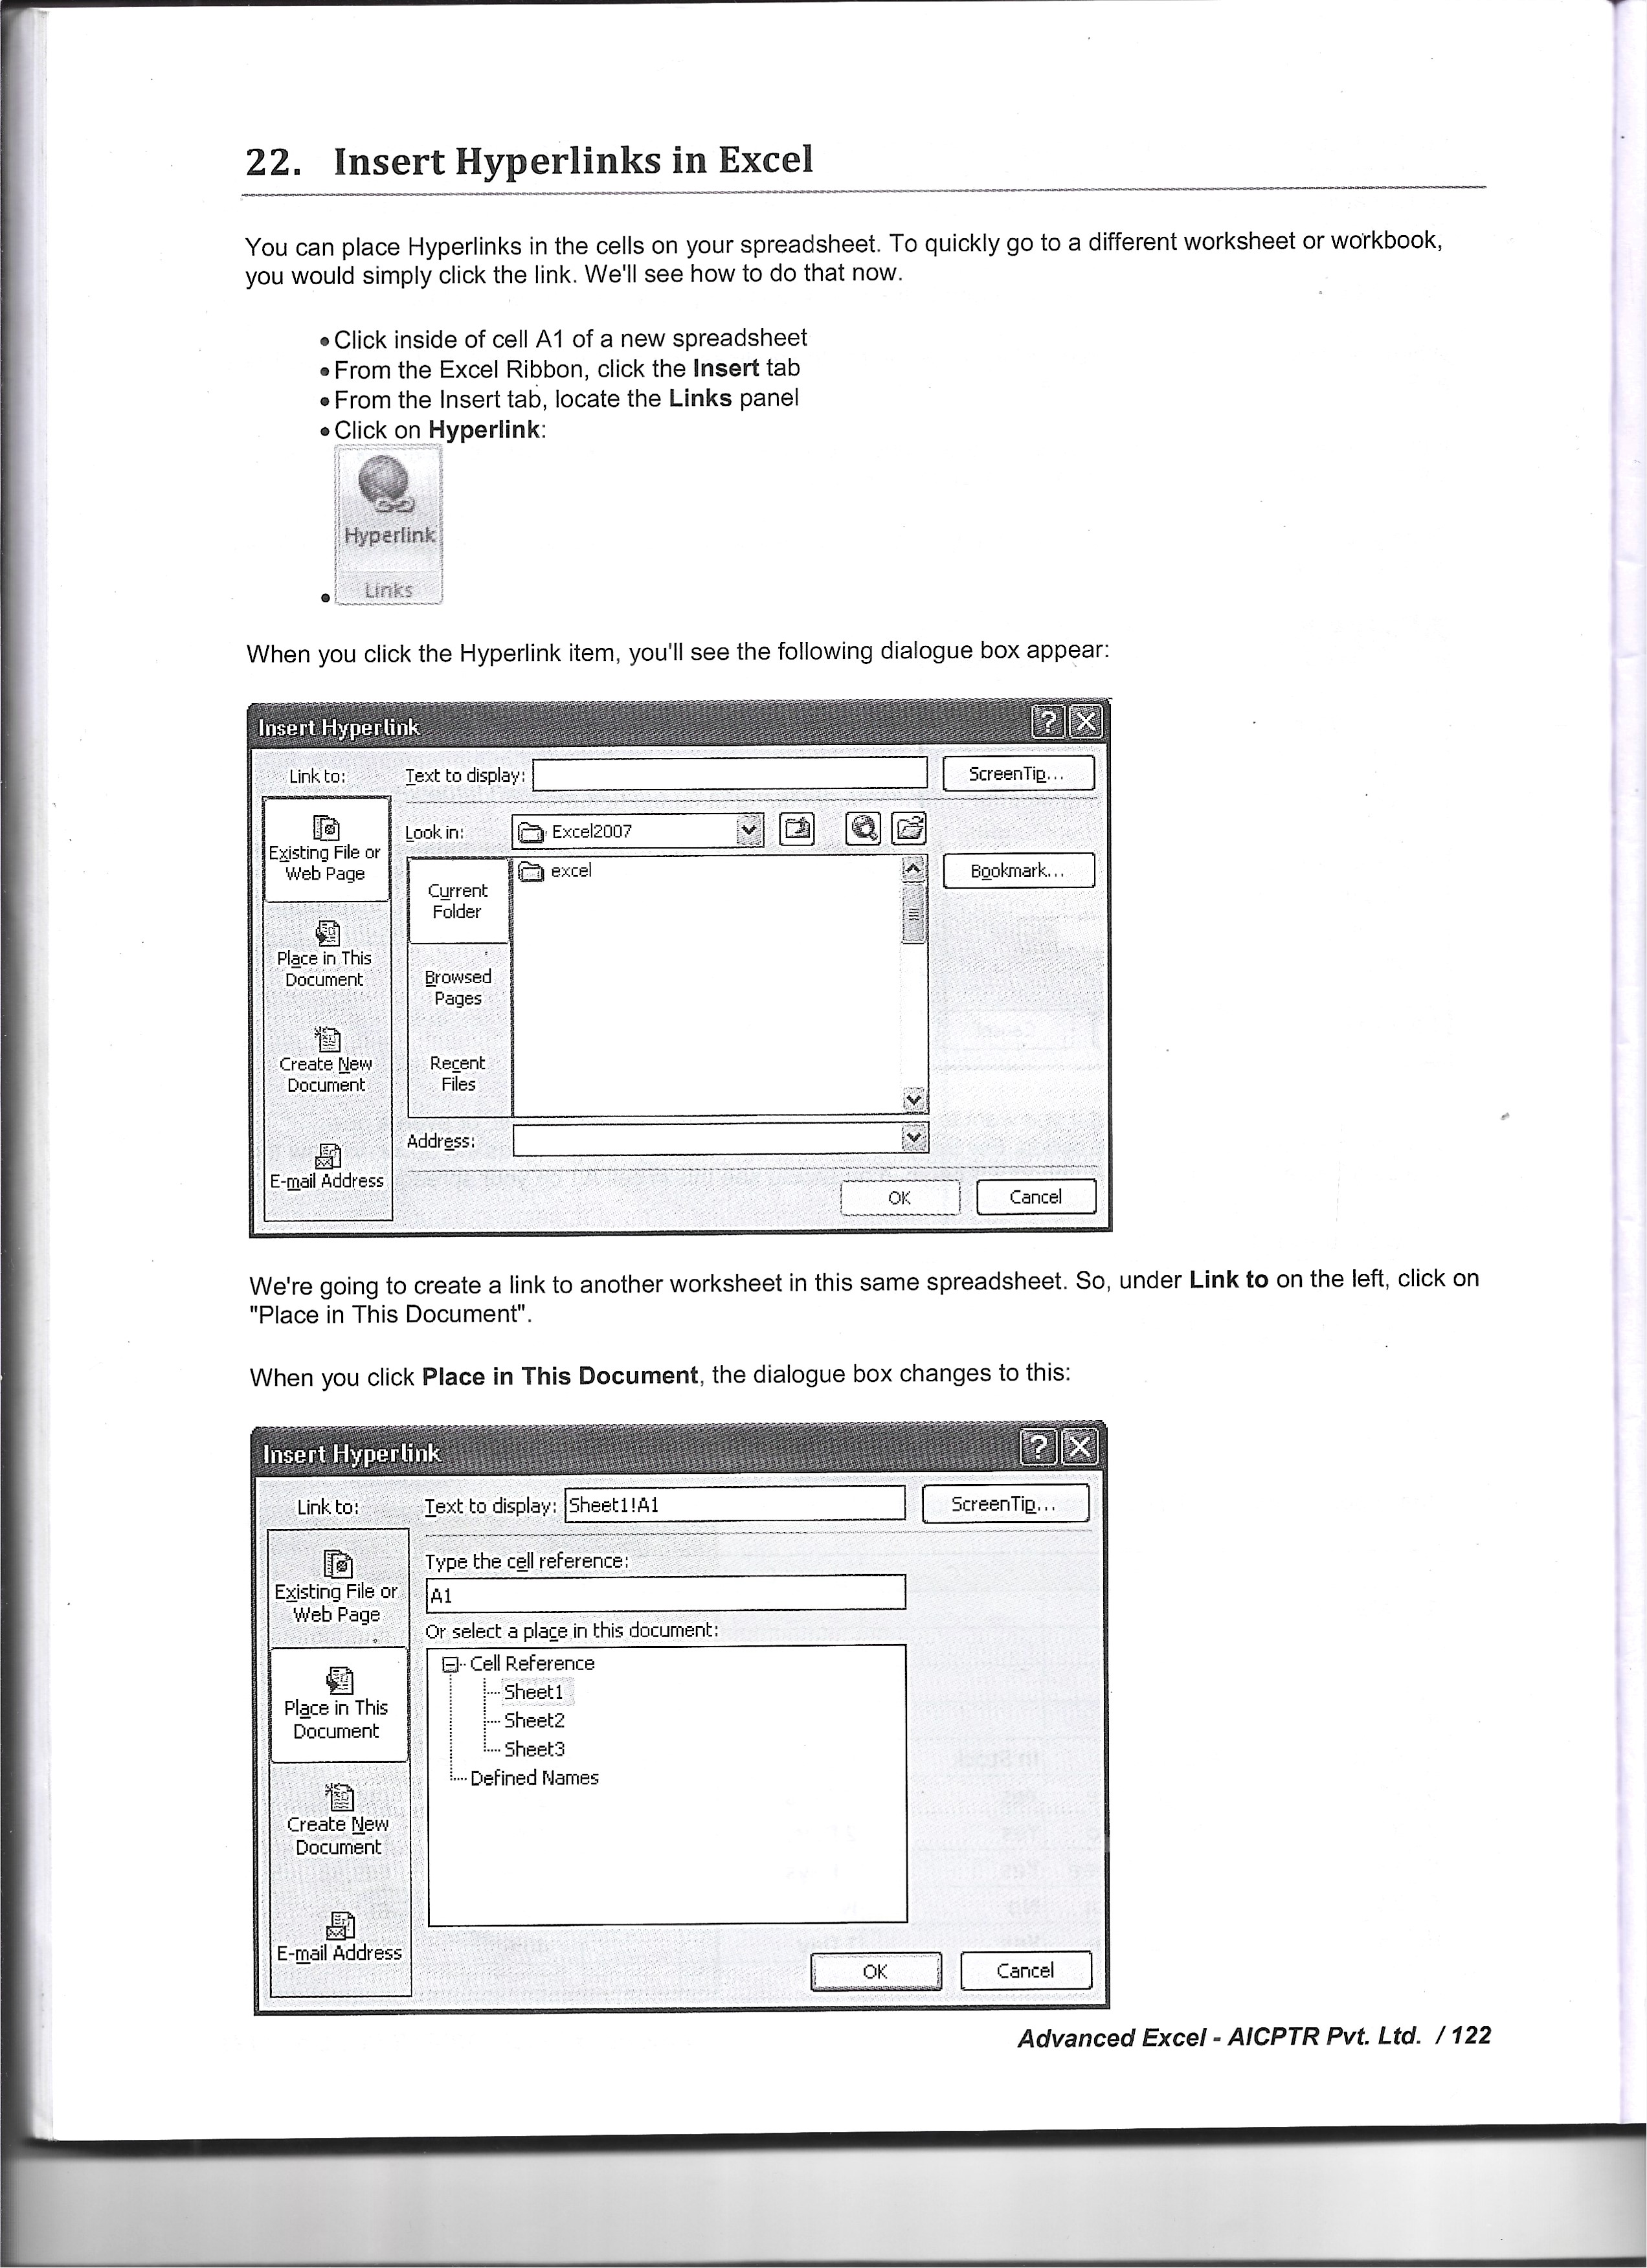 22. Insert Hyperlinks in Excel
You can place Hyperlinks in the cells on your spreadsheet. To quickly go to a different worksheet or workbook,
you would simply click the link. We'll see how to do that now.
• Click inside of cell A1 of a new spreadsheet
• From the Excel Ribbon, click the Insert tab
• From the Insert tab, locate the Links panel
• Click on Hyperlink:
Hyperlink
• Links
When you click the Hyperlink item, you'll see the following dialogue box appear:
Insert Hyperlink
Link to: Text to display: ScreenTip...
Look in: Excel2007
Existing File or
Web Page
excel
Bookmark...
Current
Folder
Place in This
Document
Browsed
Pages
Create New
Document
Recent
Files
Address:
E-mail Address
OK Cancel
We're going to create a link to another worksheet in this same spreadsheet. So, under Link to on the left, click on
"Place in This Document".
When you click Place in This Document, the dialogue box changes to this:
Insert Hyperlink
Link to: Text to display: Sheet1!A1 ScreenTip...
Type the cell reference:
Existing File or
Web Page
A1
Or select a place in this document:
Cell Reference
Sheet1
Place in This
Document
Sheet2
Sheet3
Defined Names
Create New
Document
E-mail Address
OK Cancel
Advanced Excel - AICPTR Pvt. Ltd. / 122